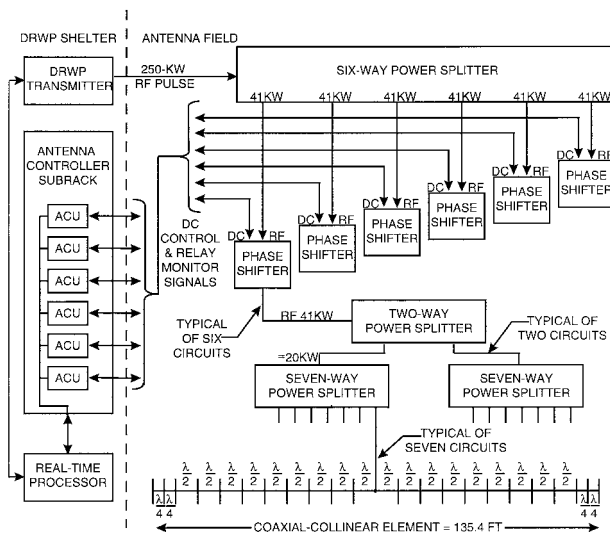 DRWP SHELTER
ANTENNA FIELD
DRWP
TRANSMITTER
250-KW
RF PULSE
SIX-WAY POWER SPLITTER
41KW 41KW 41KW 41KW 41KW 41KW
ANTENNA
CONTROLLER
SUBRACK
ACU
ACU
ACU
ACU
ACU
ACU
DC
CONTROL
& RELAY
MONITOR
SIGNALS
DC RF
PHASE
SHIFTER
DC RF
PHASE
SHIFTER
DC RF
PHASE
SHIFTER
DC RF
PHASE
SHIFTER
DC RF
PHASE
SHIFTER
DC RF
PHASE
SHIFTER
TYPICAL
OF SIX
CIRCUITS
RF 41KW
TWO-WAY
POWER SPLITTER
TYPICAL OF
TWO CIRCUITS
≈20KW
SEVEN-WAY
POWER SPLITTER
SEVEN-WAY
POWER SPLITTER
TYPICAL OF
SEVEN CIRCUITS
REAL-TIME
PROCESSOR
λ/2 λ/2 λ/2 λ/2 λ/2 λ/2 λ/2 λ/2 λ/2 λ/2 λ/2 λ/2 λ/2 λ/2 λ/2 λ/2
λ/4 λ/4 λ/4 λ/4
COAXIAL-COLLINEAR ELEMENT = 135.4 FT